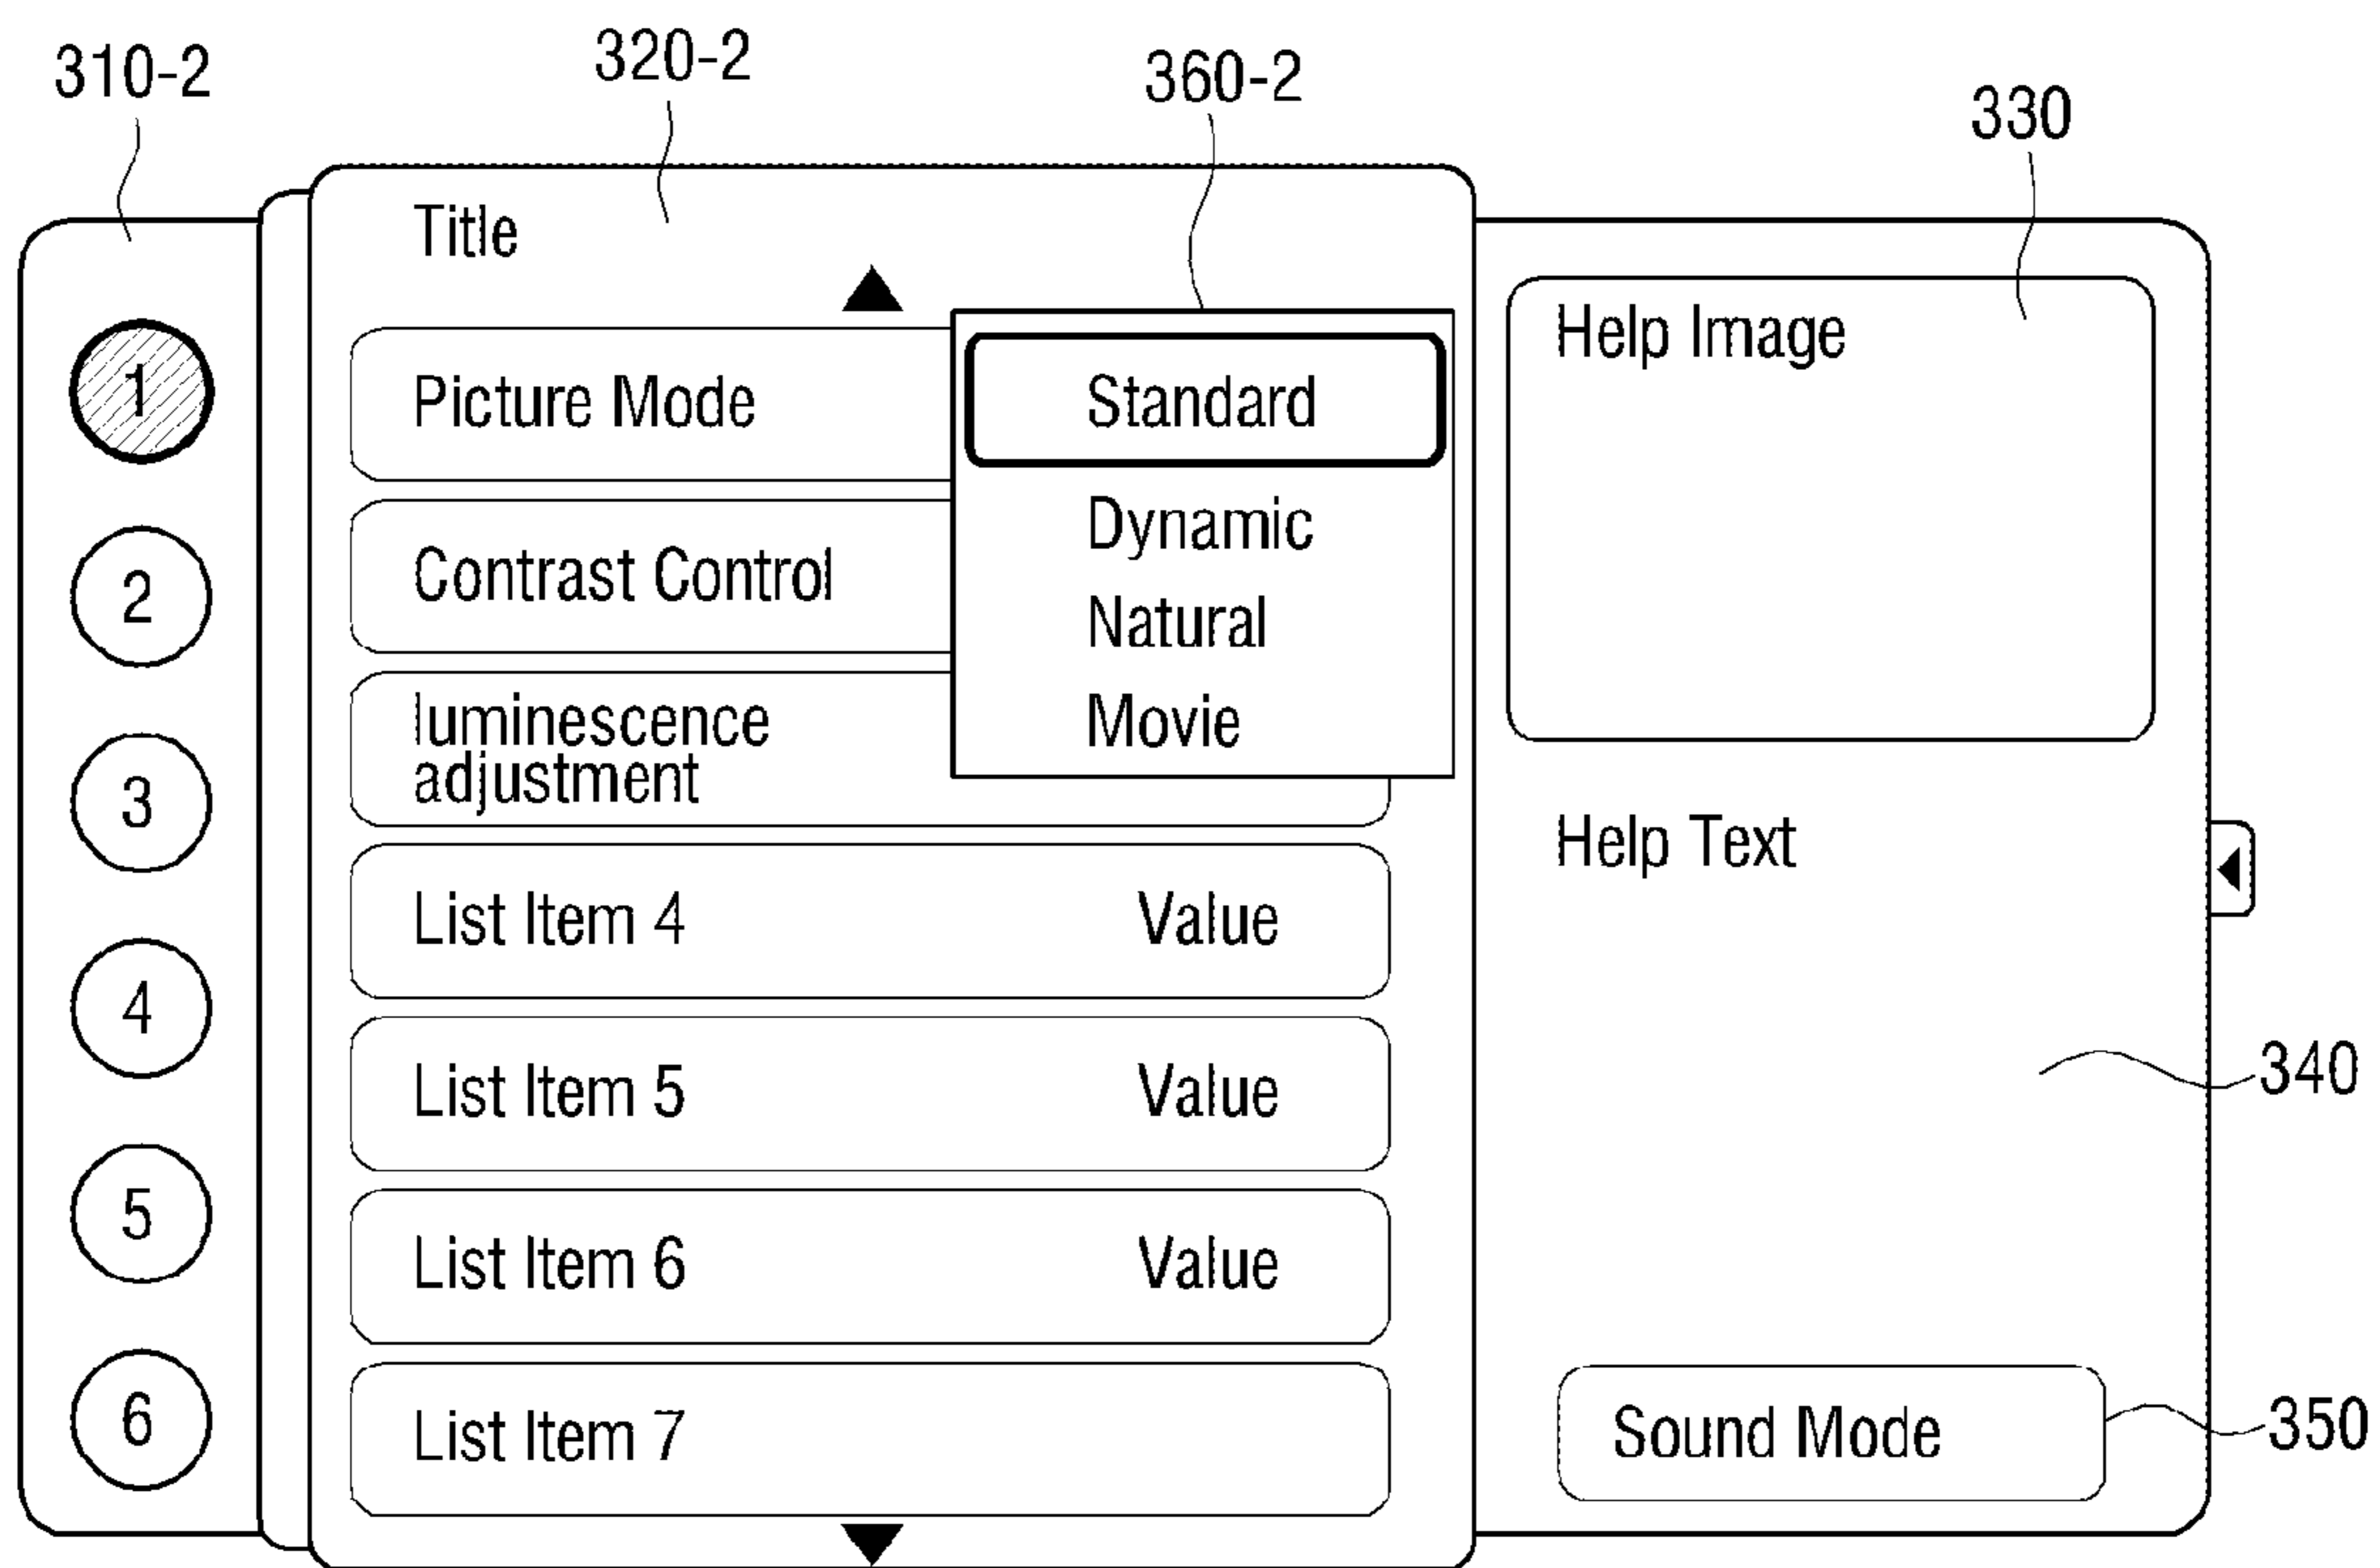 310-2
320-2
360-2
330
Title
Help Image
1
Picture Mode
Standard
Dynamic
2
Contrast Control
Natural
luminescence
adjustment
Movie
3
Help Text
List Item 4
Value
4
340
List Item 5
Value
5
List Item 6
Value
6
List Item 7
Sound Mode
350